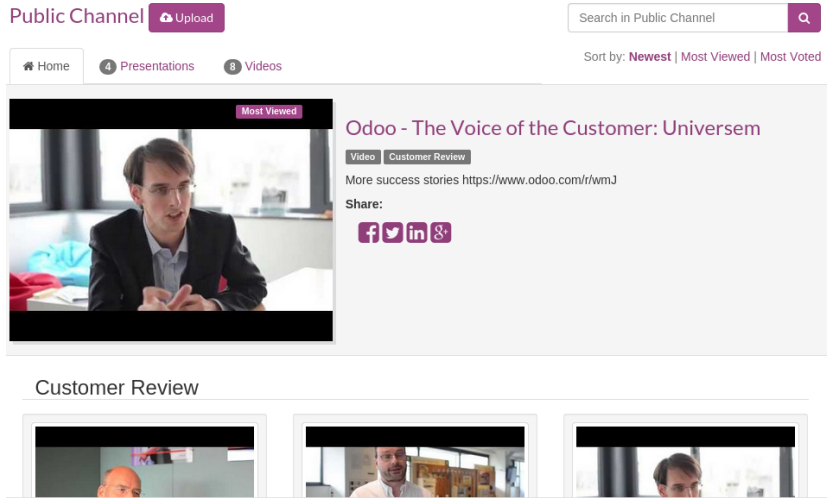 Public Channel Upload
Search in Public Channel
Home 4 Presentations 8 Videos
Sort by: Newest | Most Viewed | Most Voted
Most Viewed
Odoo - The Voice of the Customer: Universem
Video Customer Review
More success stories https://www.odoo.com/r/wmJ
Share:
Customer Review